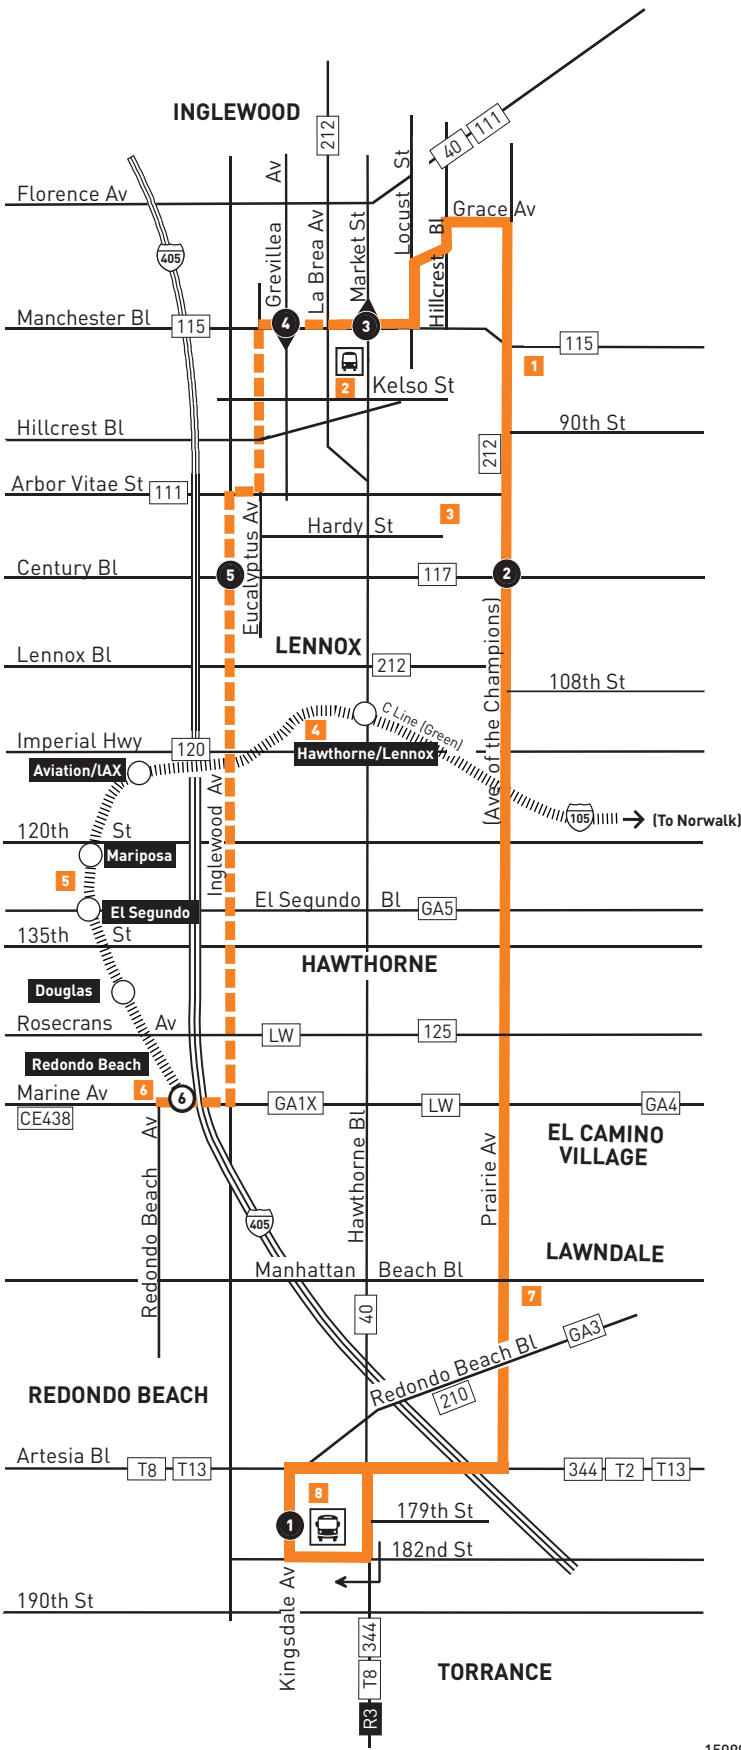 INGLEWOOD
212
40
111
Florence Av
405
Grevillea Av
La Brea Av
Market St
Locust St
Hillcrest Bl
Grace Av
Manchester Bl
115
4
3
115
1
2
Kelso St
Hillcrest Bl
90th St
212
Arbor Vitae St
111
3
Eucalyptus Av
Hardy St
Century Bl
5
117
2
LENNOX
Lennox Bl
212
108th St
(Ave. of the Champions)
C Line (Green)
4
Imperial Hwy
120
Hawthorne/Lennox
Aviation/lAX
105
(To Norwalk)
Inglewood Av
120th St
Mariposa
5
El Segundo Bl
GA5
El Segundo
135th St
HAWTHORNE
Douglas
Rosecrans Av
LW
125
Redondo Beach
Marine Av
6
6
GA1X
LW
GA4
CE438
EL CAMINO
VILLAGE
Redondo Beach Av
Hawthorne Bl
Prairie Av
405
LAWNDALE
Manhattan Beach Bl
7
40
GA3
Redondo Beach Bl
210
REDONDO BEACH
Artesia Bl
T8
T13
344
T2
T13
8
1
179th St
182nd St
Kingsdale Av
190th St
344
T8
R3
TORRANCE